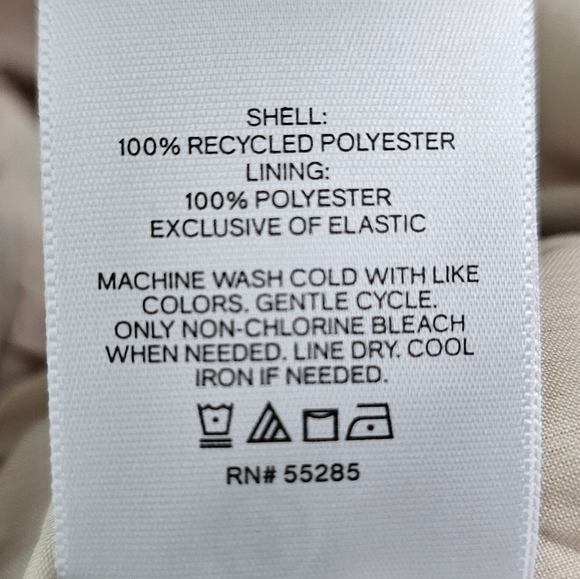 SHELL:
100% RECYCLED POLYESTER
LINING:
100% POLYESTER
EXCLUSIVE OF ELASTIC
MACHINE WASH COLD WITH LIKE
COLORS. GENTLE CYCLE.
ONLY NON-CHLORINE BLEACH
WHEN NEEDED. LINE DRY. COOL
IRON IF NEEDED.
RN# 55285